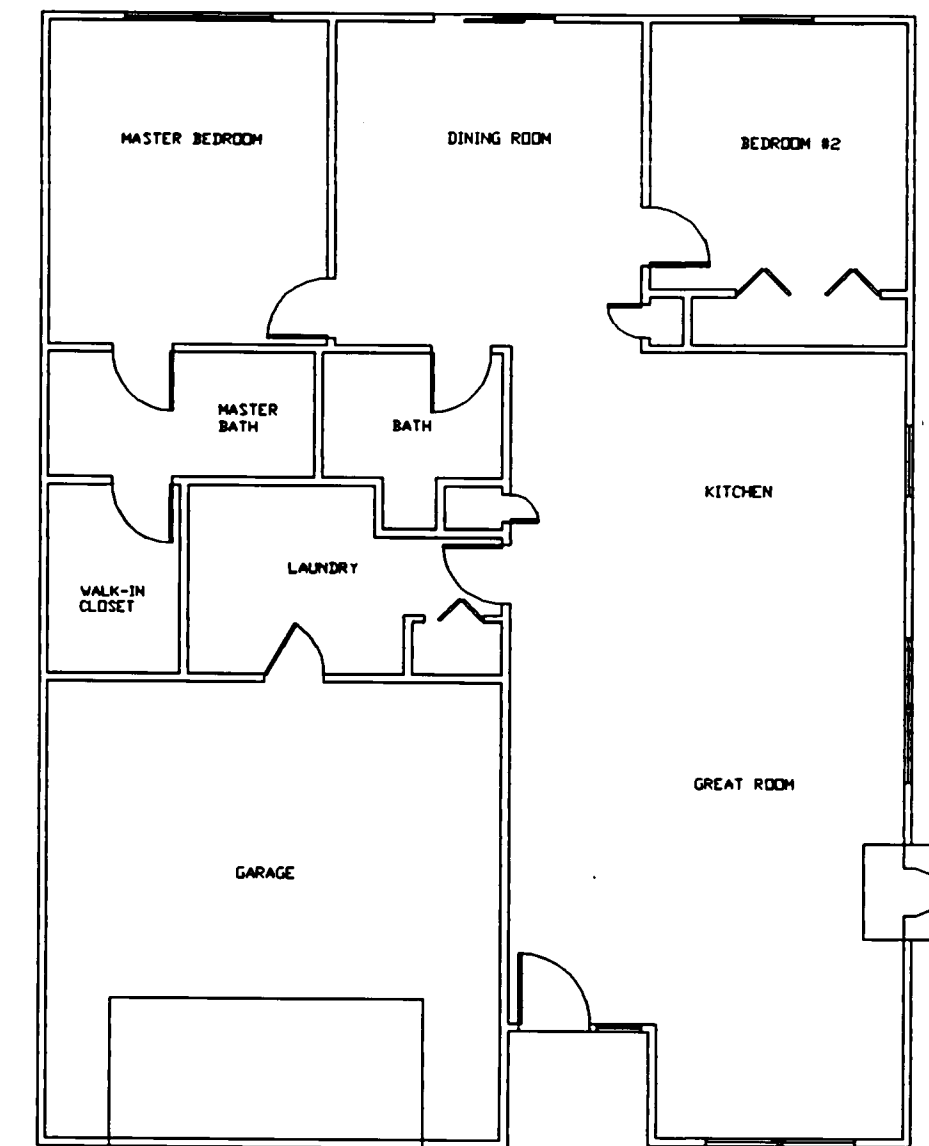 MASTER BEDROOM
DINING ROOM
BEDROOM #2
MASTER
BATH
BATH
KITCHEN
LAUNDRY
WALK-IN
CLOSET
GREAT ROOM
GARAGE